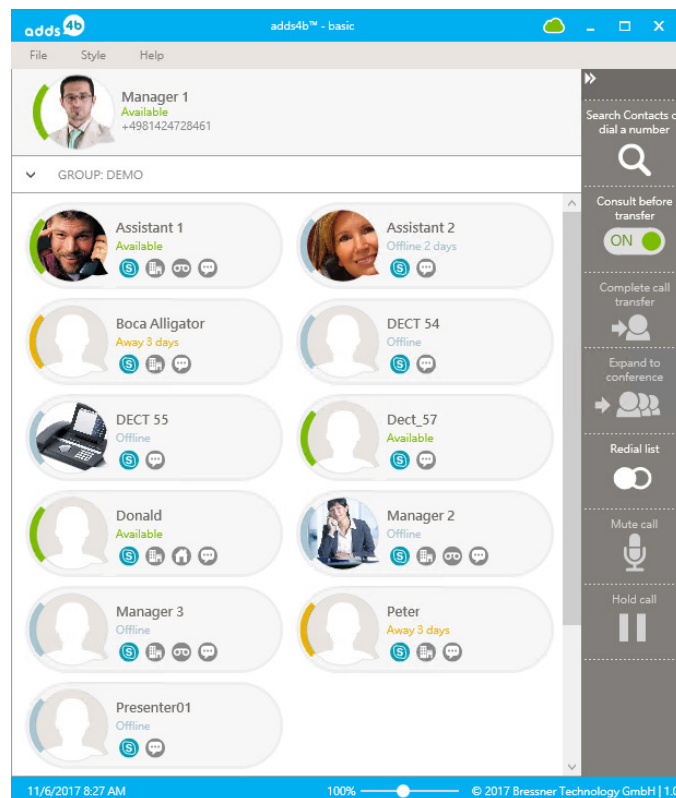 adds 4b
adds4b™ - basic
File Style Help
Manager 1
Available
+4981424728461
GROUP: DEMO
Assistant 1
Available
Assistant 2
Offline 2 days
Boca Alligator
Away 3 days
DECT 54
Offline
DECT 55
Offline
Dect_57
Available
Donald
Available
Manager 2
Offline
Manager 3
Offline
Peter
Away 3 days
Presenter01
Offline
Search Contacts o
dial a number
Consult before
transfer
ON
Complete call
transfer
Expand to
conference
Redial list
Mute call
Hold call
11/6/2017 8:27 AM
100%
© 2017 Bressner Technology GmbH | 1.0